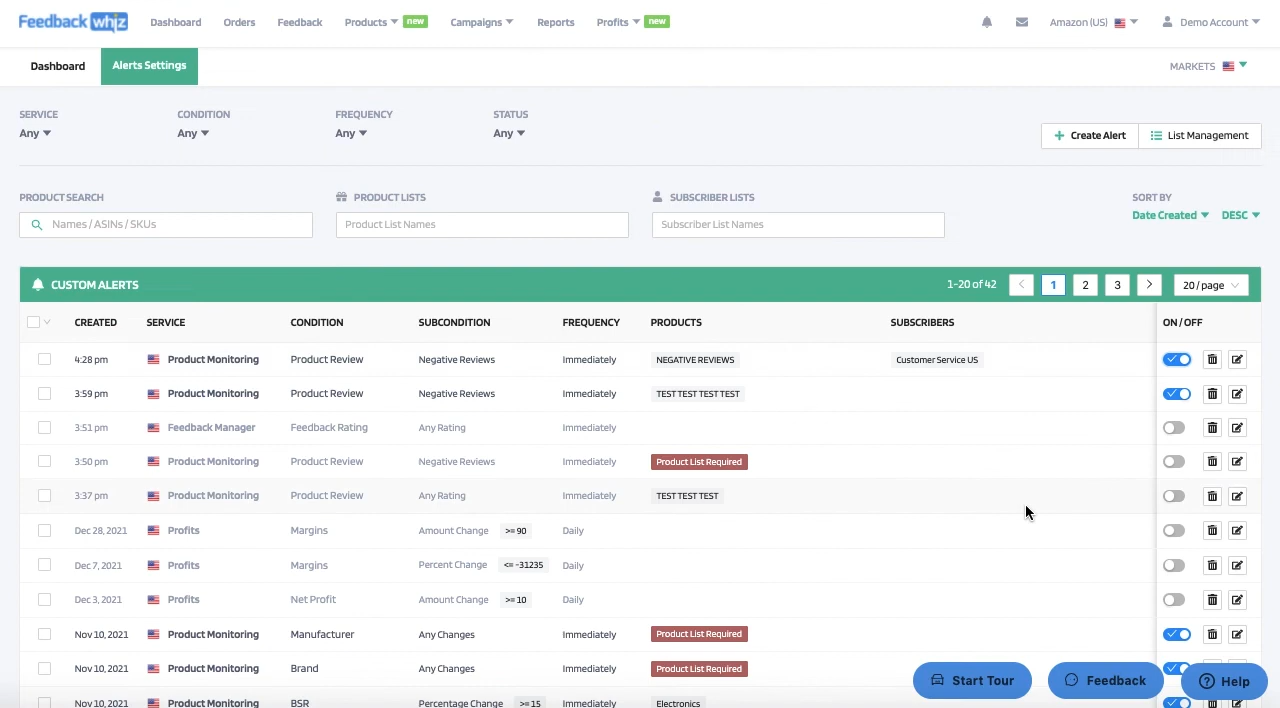 Feedback whiz Dashboard Orders Feedback Products new Campaigns Reports Profits new Amazon (US) Demo Account
Dashboard Alerts Settings MARKETS
SERVICE CONDITION FREQUENCY STATUS
Any Any Any Any
Create Alert List Management
PRODUCT SEARCH PRODUCT LISTS SUBSCRIBER LISTS SORT BY
Names / ASINs / SKUs Product List Names Subscriber List Names Date Created DESC
CUSTOM ALERTS 1-20 of 42 < 1 2 3 > 20 / page
CREATED SERVICE CONDITION SUBCONDITION FREQUENCY PRODUCTS SUBSCRIBERS ON / OFF
4:28 pm Product Monitoring Product Review Negative Reviews Immediately NEGATIVE REVIEWS Customer Service US
3:59 pm Product Monitoring Product Review Negative Reviews Immediately TEST TEST TEST TEST
3:51 pm Feedback Manager Feedback Rating Any Rating Immediately
3:50 pm Product Monitoring Product Review Negative Reviews Immediately Product List Required
3:37 pm Product Monitoring Product Review Any Rating Immediately TEST TEST TEST
Dec 28, 2021 Profits Margins Amount Change >= 90 Daily
Dec 7, 2021 Profits Margins Percent Change <= -31235 Daily
Dec 3, 2021 Profits Net Profit Amount Change >= 10 Daily
Nov 10, 2021 Product Monitoring Manufacturer Any Changes Immediately Product List Required
Nov 10, 2021 Product Monitoring Brand Any Changes Immediately Product List Required
Start Tour Feedback Help
Nov 10, 2021 Product Monitoring BSR Percentage Change >= 15 Immediately Electronics